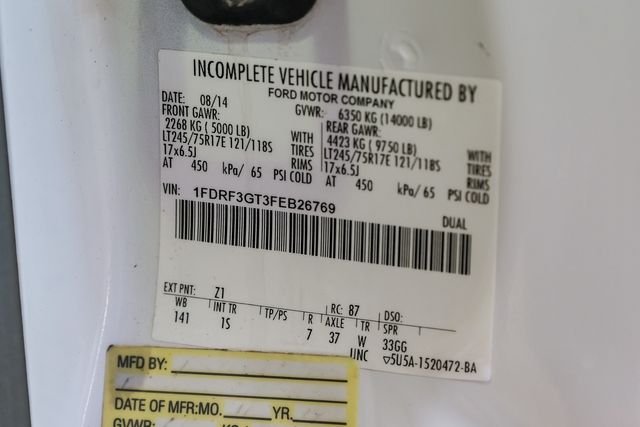 INCOMPLETE VEHICLE MANUFACTURED BY
FORD MOTOR COMPANY
DATE: 08/14 GVWR: 6350 KG (14000 LB)
FRONT GAWR: REAR GAWR:
2268 KG ( 5000 LB) WITH 4423 KG ( 9750 LB) WITH
LT245/75R17E 121/118S TIRES LT245/75R17E 121/118S TIRES
17x6.5J RIMS 17x6.5J RIMS
AT 450 kPa/ 65 PSI COLD AT 450 kPa/ 65 PSI COLD
VIN: 1FDRF3GT3FEB26769
DUAL
EXT PNT: Z1 RC: 87 DSO:
WB INT TR TP/PS R AXLE TR SPR
141 1S 7 37 W 33GG
UNC ▽5U5A-1520472-BA
MFD BY:
DATE OF MFR:MO. YR.
GVWR: